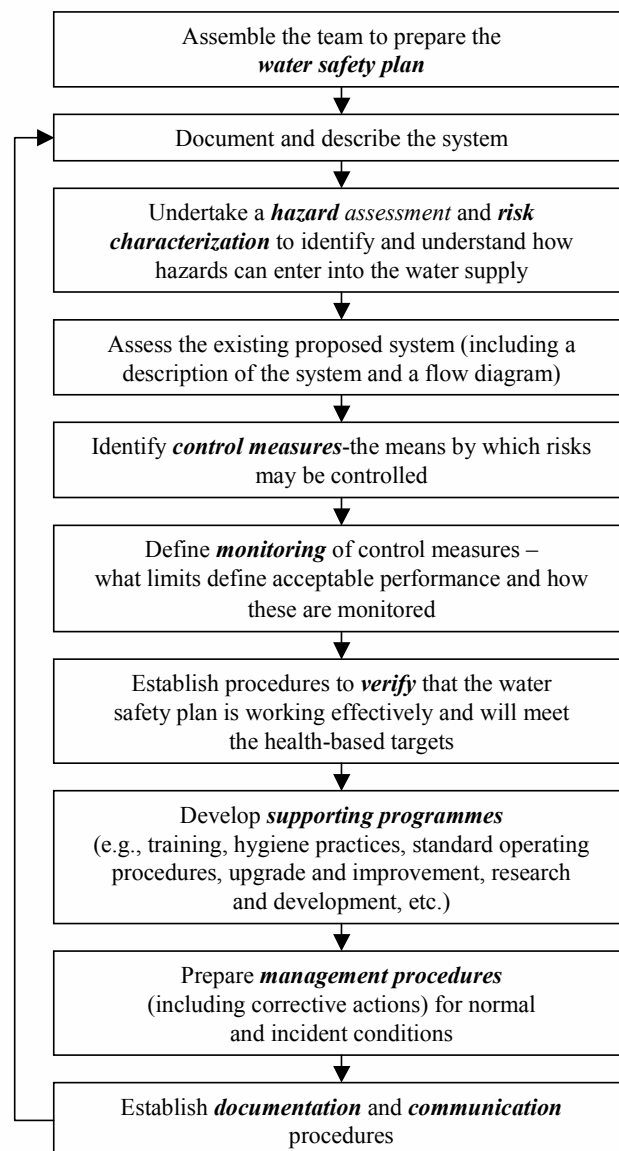 Assemble the team to prepare the
water safety plan
Document and describe the system
Undertake a hazard assessment and risk
characterization to identify and understand how
hazards can enter into the water supply
Assess the existing proposed system (including a
description of the system and a flow diagram)
Identify control measures-the means by which risks
may be controlled
Define monitoring of control measures –
what limits define acceptable performance and how
these are monitored
Establish procedures to verify that the water
safety plan is working effectively and will meet
the health-based targets
Develop supporting programmes
(e.g., training, hygiene practices, standard operating
procedures, upgrade and improvement, research
and development, etc.)
Prepare management procedures
(including corrective actions) for normal
and incident conditions
Establish documentation and communication
procedures